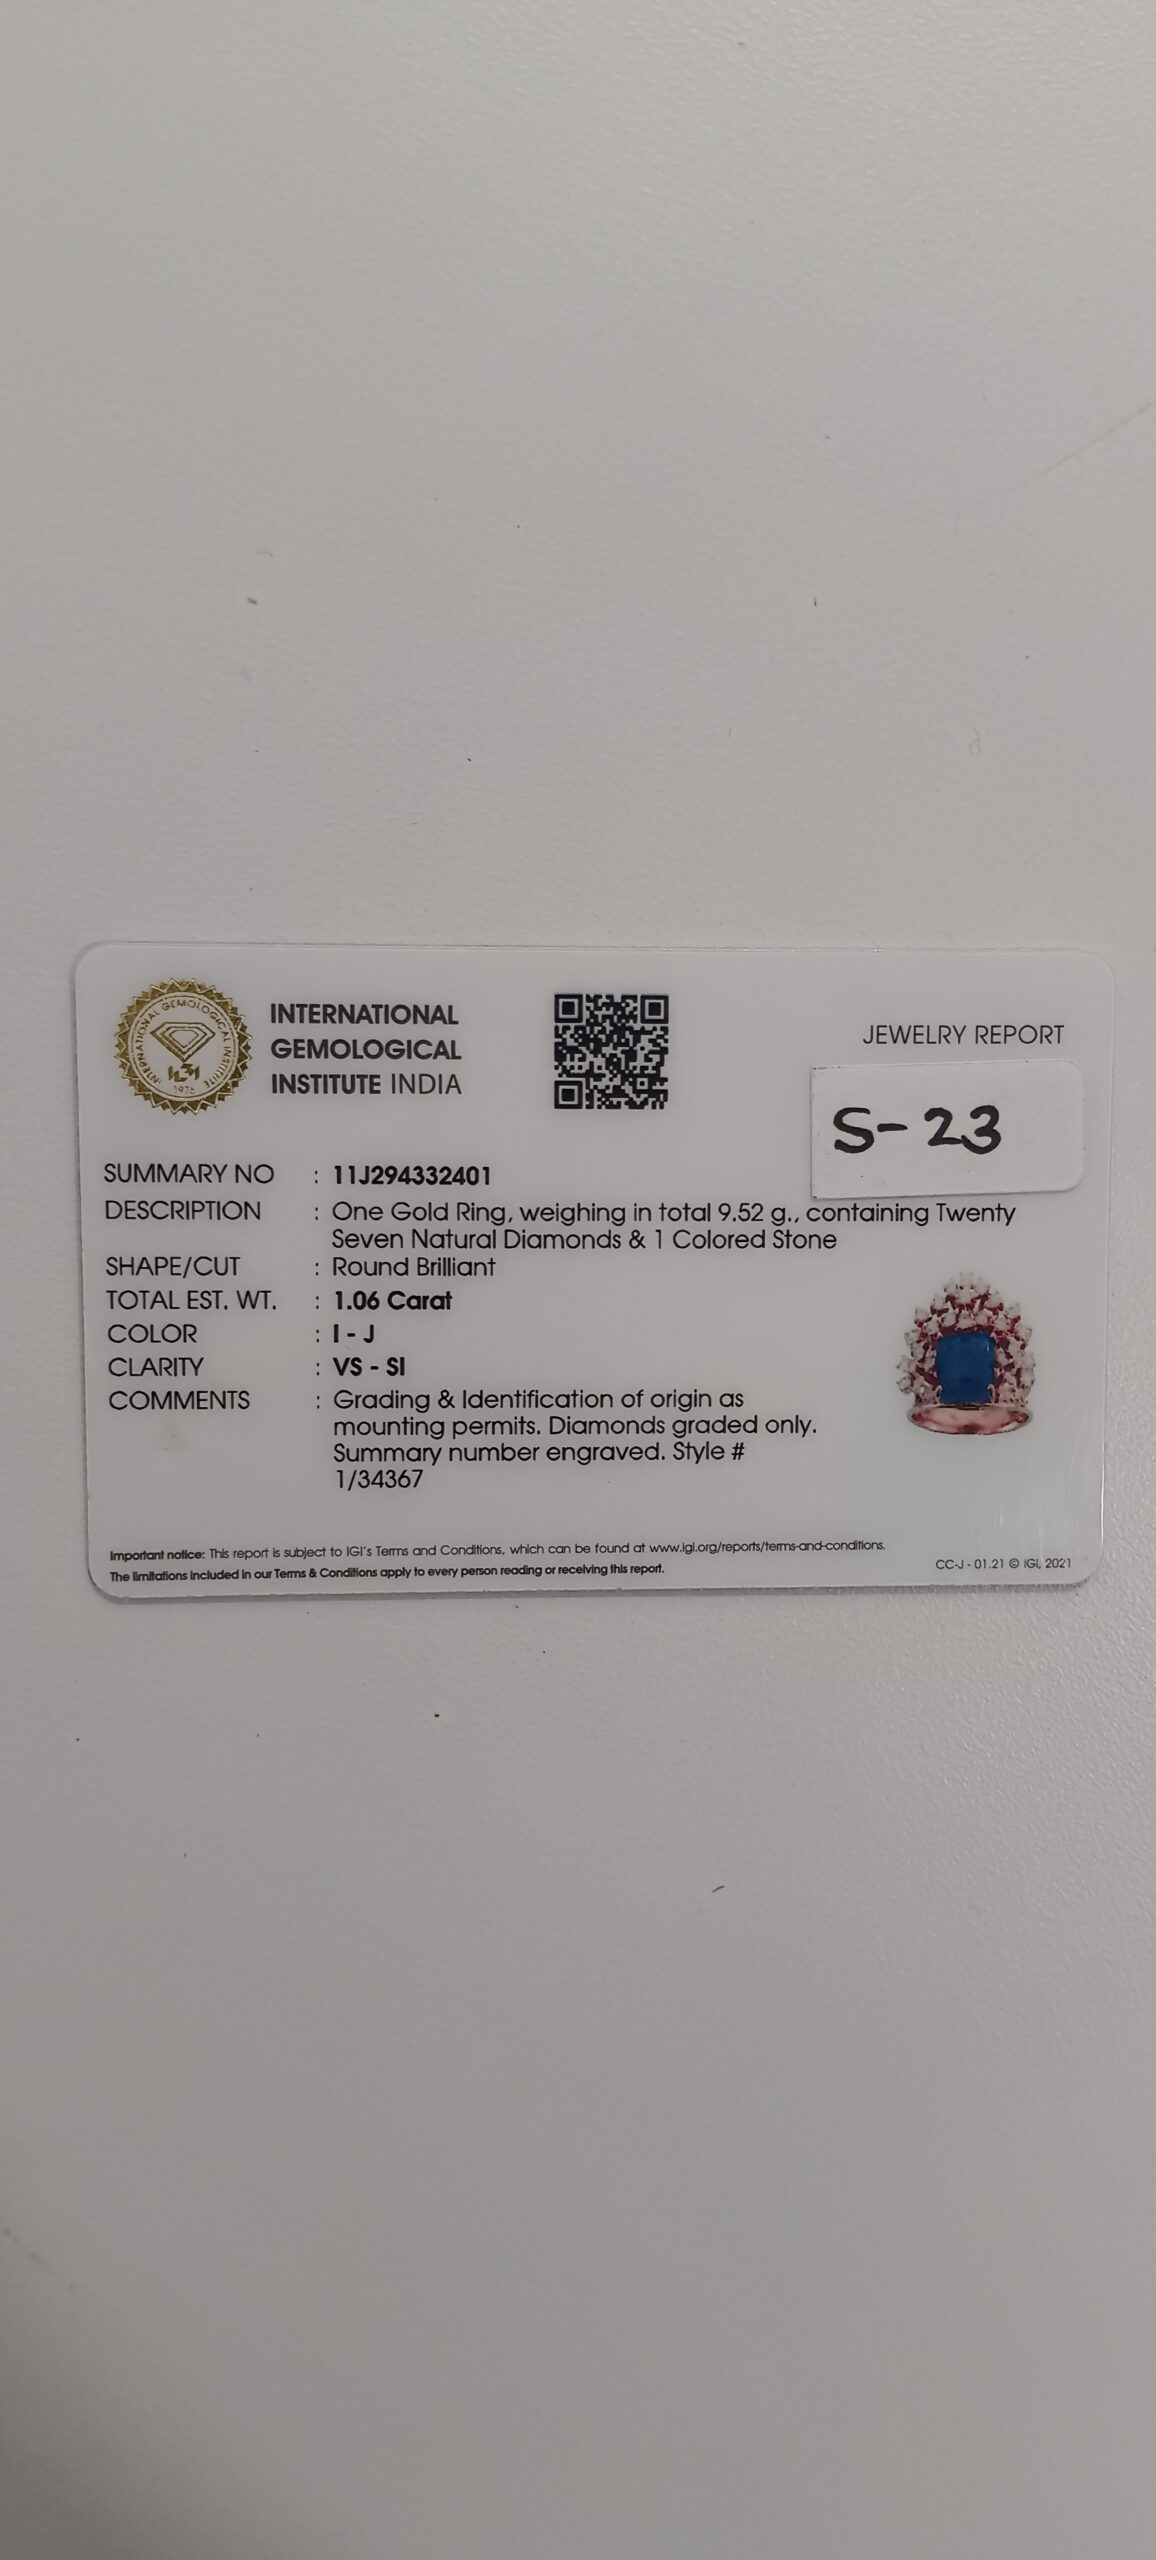 INTERNATIONAL GEMOLOGICAL INSTITUTE
1976
INTERNATIONAL
GEMOLOGICAL
INSTITUTE INDIA
JEWELRY REPORT
S-23
SUMMARY NO : 11J294332401
DESCRIPTION : One Gold Ring, weighing in total 9.52 g., containing Twenty
Seven Natural Diamonds & 1 Colored Stone
SHAPE/CUT : Round Brilliant
TOTAL EST. WT. : 1.06 Carat
COLOR : I - J
CLARITY : VS - SI
COMMENTS : Grading & Identification of origin as
mounting permits. Diamonds graded only.
Summary number engraved. Style #
1/34367
Important notice: This report is subject to IGI's Terms and Conditions, which can be found at www.igi.org/reports/terms-and-conditions.
The limitations included in our Terms & Conditions apply to every person reading or receiving this report.
CC-J - 01.21 © IGI, 2021